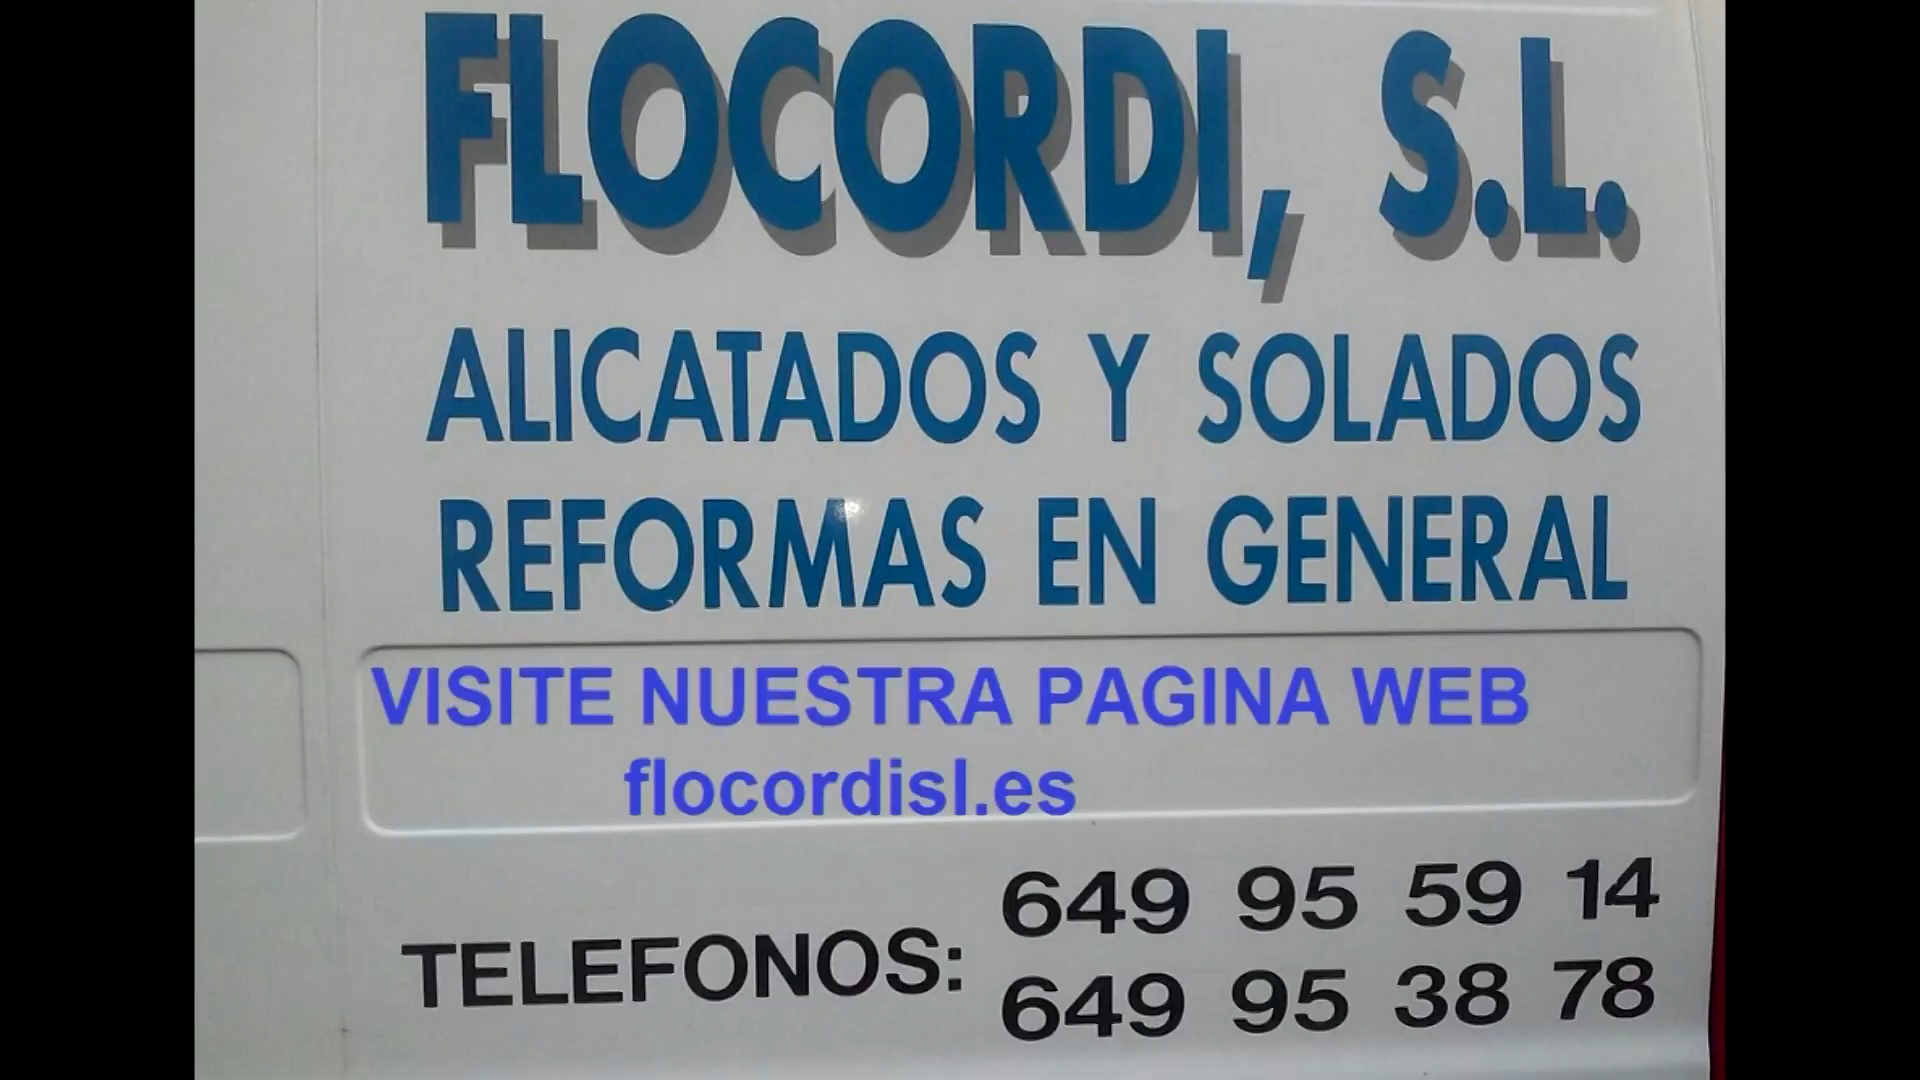 FLOCORDI, S.L.
ALICATADOS Y SOLADOS
REFORMAS EN GENERAL
VISITE NUESTRA PAGINA WEB
flocordisl.es
TELEFONOS: 649 95 59 14
649 95 38 78